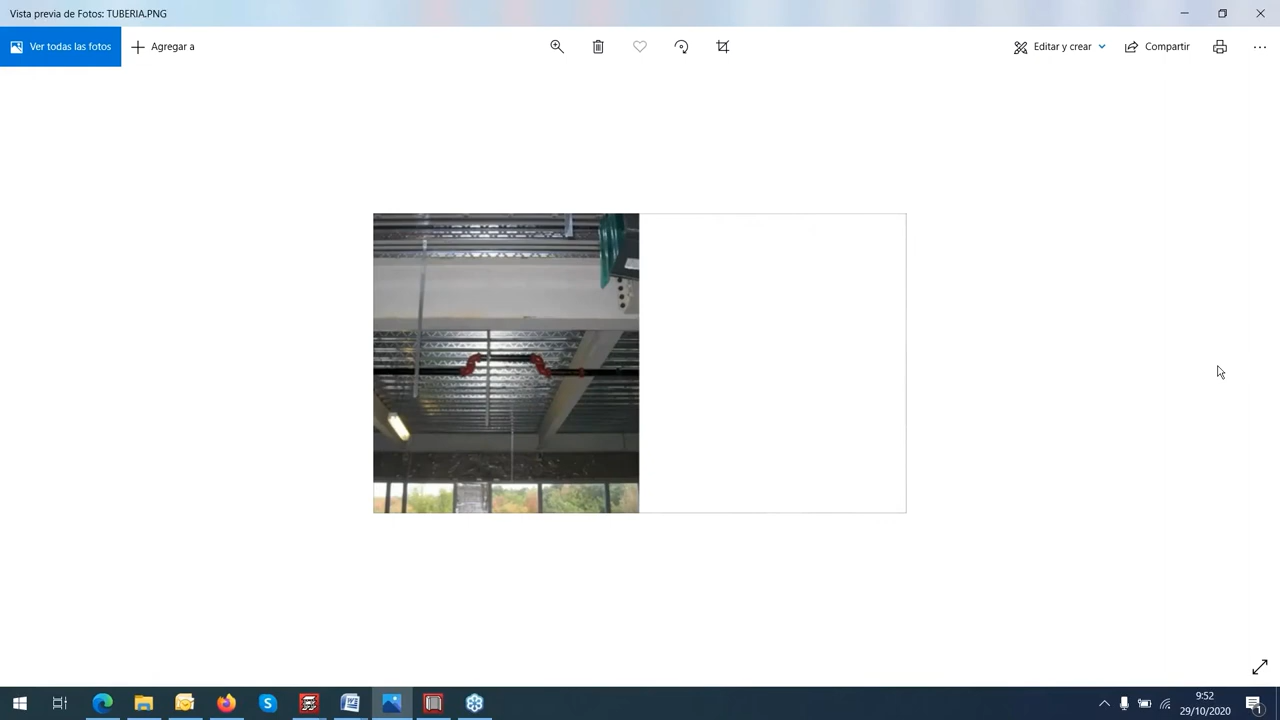 Vista previa de Fotos: TUBERIA.PNG
Ver todas las fotos
Agregar a
Editar y crear
Compartir
9:52
29/10/2020